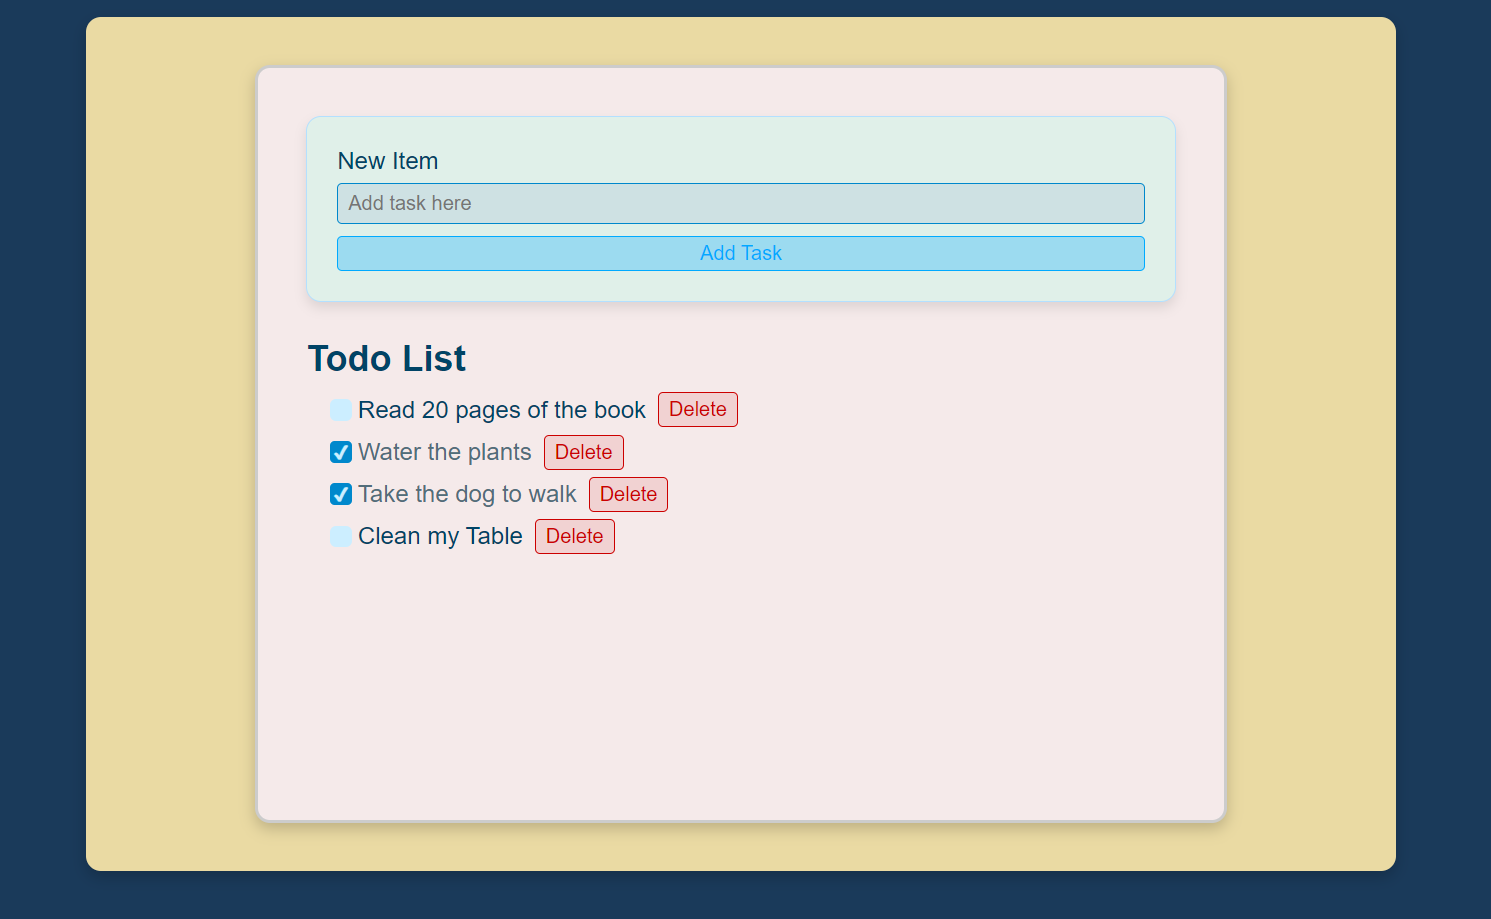 New Item
Add task here
Add Task
Todo List
Read 20 pages of the book Delete
Water the plants Delete
Take the dog to walk Delete
Clean my Table Delete